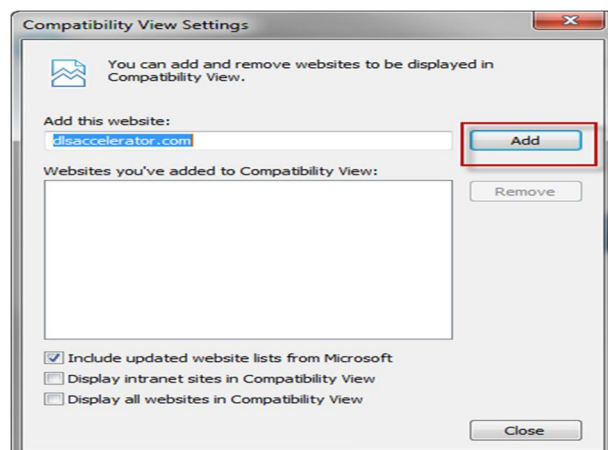 Compatibility View Settings
You can add and remove websites to be displayed in
Compatibility View.
Add this website:
dlsaccelerator.com
Add
Websites you've added to Compatibility View:
Remove
Include updated website lists from Microsoft
Display intranet sites in Compatibility View
Display all websites in Compatibility View
Close